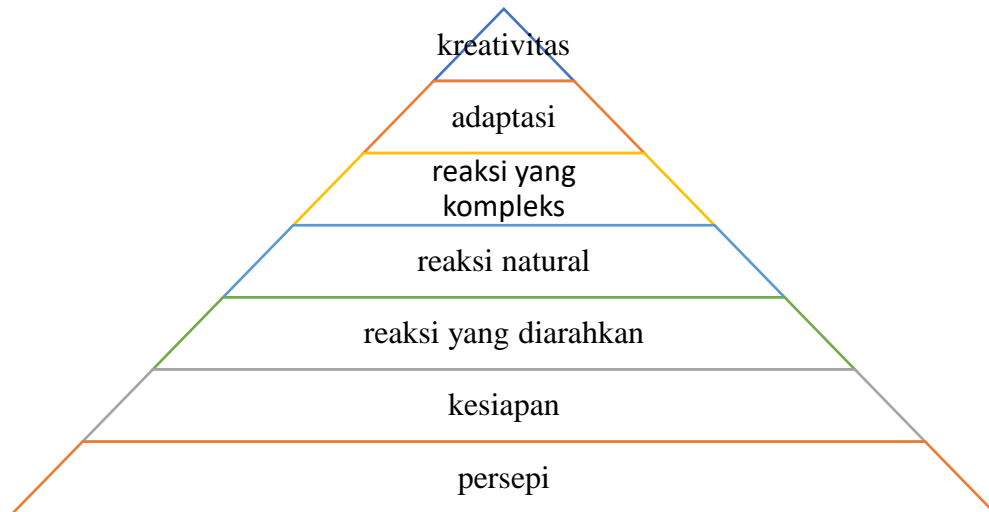 kreativitas
adaptasi
reaksi yang
kompleks
reaksi natural
reaksi yang diarahkan
kesiapan
persepi